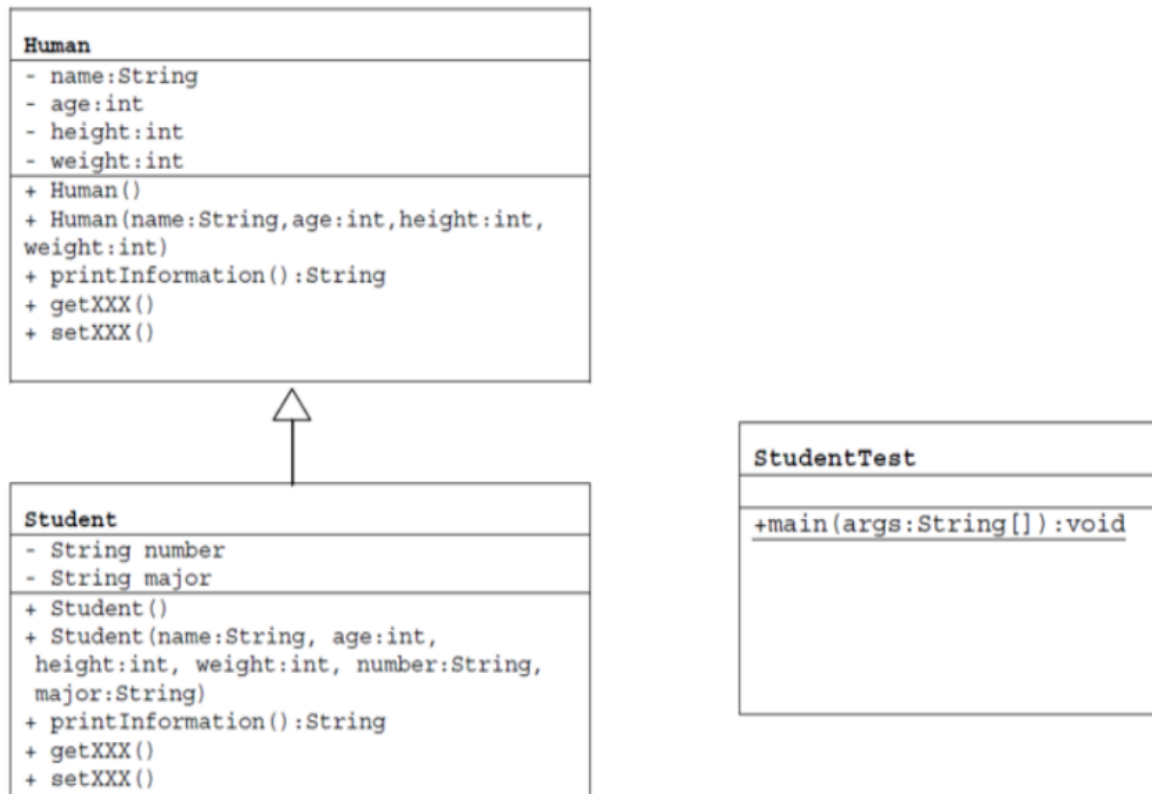 Human
- name:String
- age:int
- height:int
- weight:int
+ Human()
+ Human(name:String,age:int,height:int,
weight:int)
+ printInformation():String
+ getXXX()
+ setXXX()
Student
- String number
- String major
+ Student()
+ Student(name:String, age:int,
height:int, weight:int, number:String,
major:String)
+ printInformation():String
+ getXXX()
+ setXXX()
StudentTest
+main(args:String[]):void